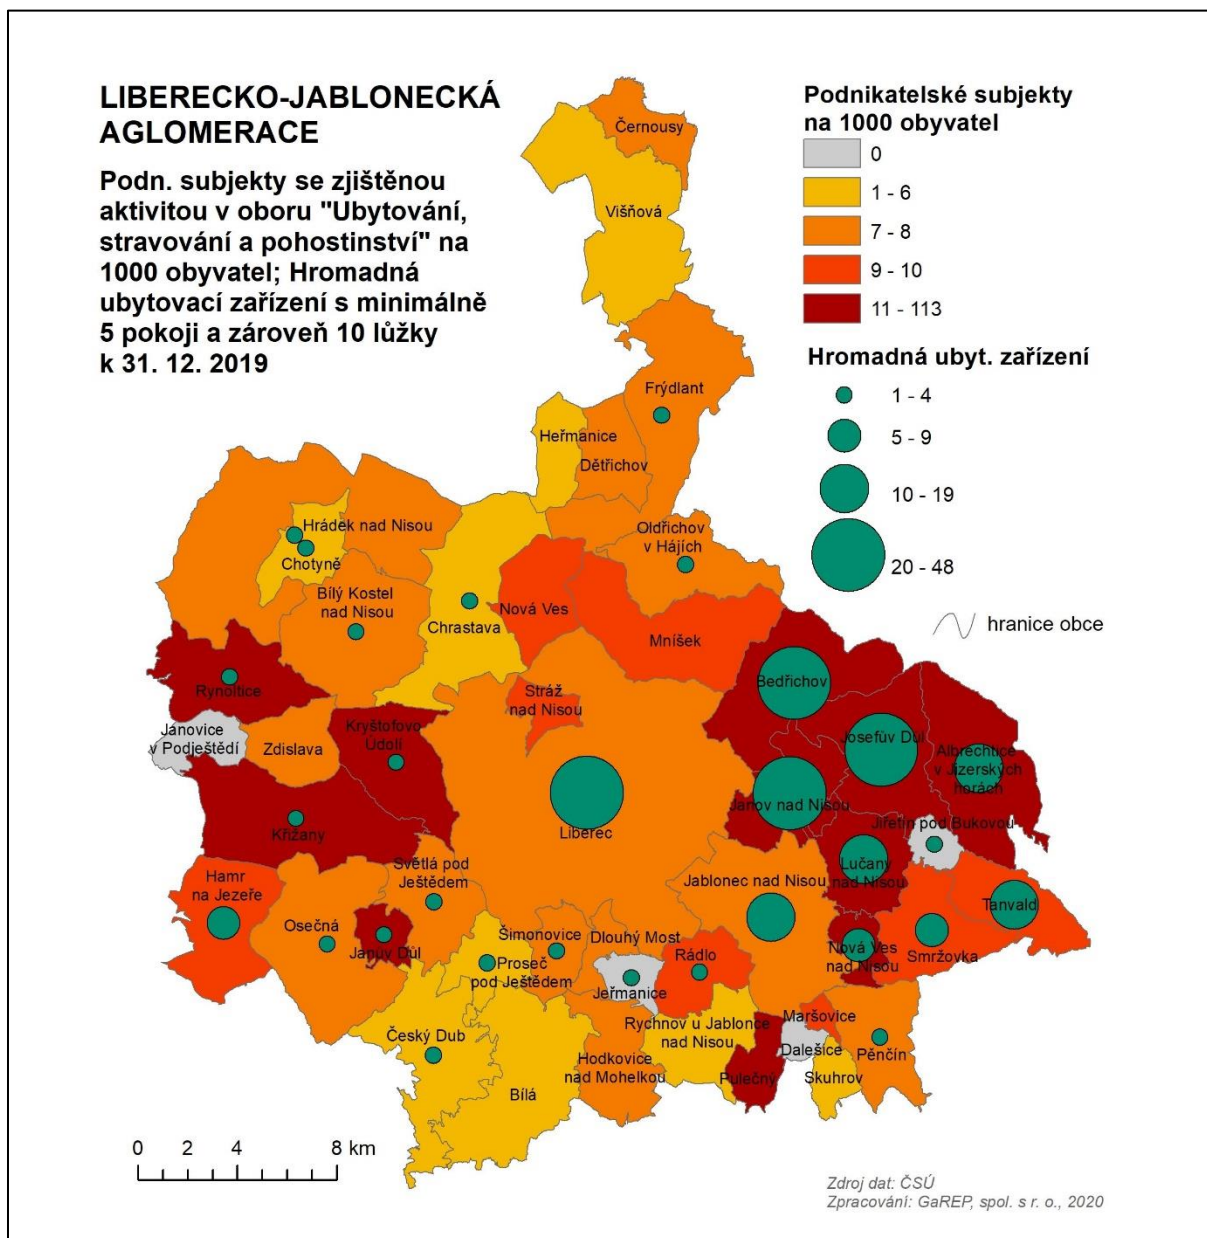 LIBERECKO-JABLONECKÁ
AGLOMERACE
Podn. subjekty se zjištěnou
aktivitou v oboru "Ubytování,
stravování a pohostinství" na
1000 obyvatel; Hromadná
ubytovací zařízení s minimálně
5 pokoji a zároveň 10 lůžky
k 31. 12. 2019
Podnikatelské subjekty
na 1000 obyvatel
0
1 - 6
7 - 8
9 - 10
11 - 113
Hromadná ubyt. zařízení
1 - 4
5 - 9
10 - 19
20 - 48
hranice obce
Černousy
Višňová
Frýdlant
Heřmanice
Dětřichov
Oldřichov
v Hájích
Hrádek nad Nisou
Chotyně
Bílý Kostel
nad Nisou
Chrastava
Nová Ves
Mníšek
Rynoltice
Stráž
nad Nisou
Bedřichov
Janovice
v Podještědí
Zdislava
Kryštofovo
Údolí
Josefův Důl
Albrechtice
v Jizerských
horách
Křižany
Liberec
Janov nad Nisou
Jiřetín pod Bukovou
Lučany
nad Nisou
Hamr
na Jezeře
Světlá pod
Ještědem
Jablonec nad Nisou
Tanvald
Osečná
Janův Důl
Šimonovice
Dlouhý Most
Proseč
pod Ještědem
Rádlo
Jeřmanice
Nová Ves
nad Nisou
Smržovka
Český Dub
Bílá
Hodkovice
nad Mohelkou
Rychnov u Jablonce
nad Nisou
Pulečný
Maršovice
Dalešice
Skuhrov
Pěnčín
0 2 4 8 km
Zdroj dat: ČSÚ
Zpracování: GaREP, spol. s r. o., 2020